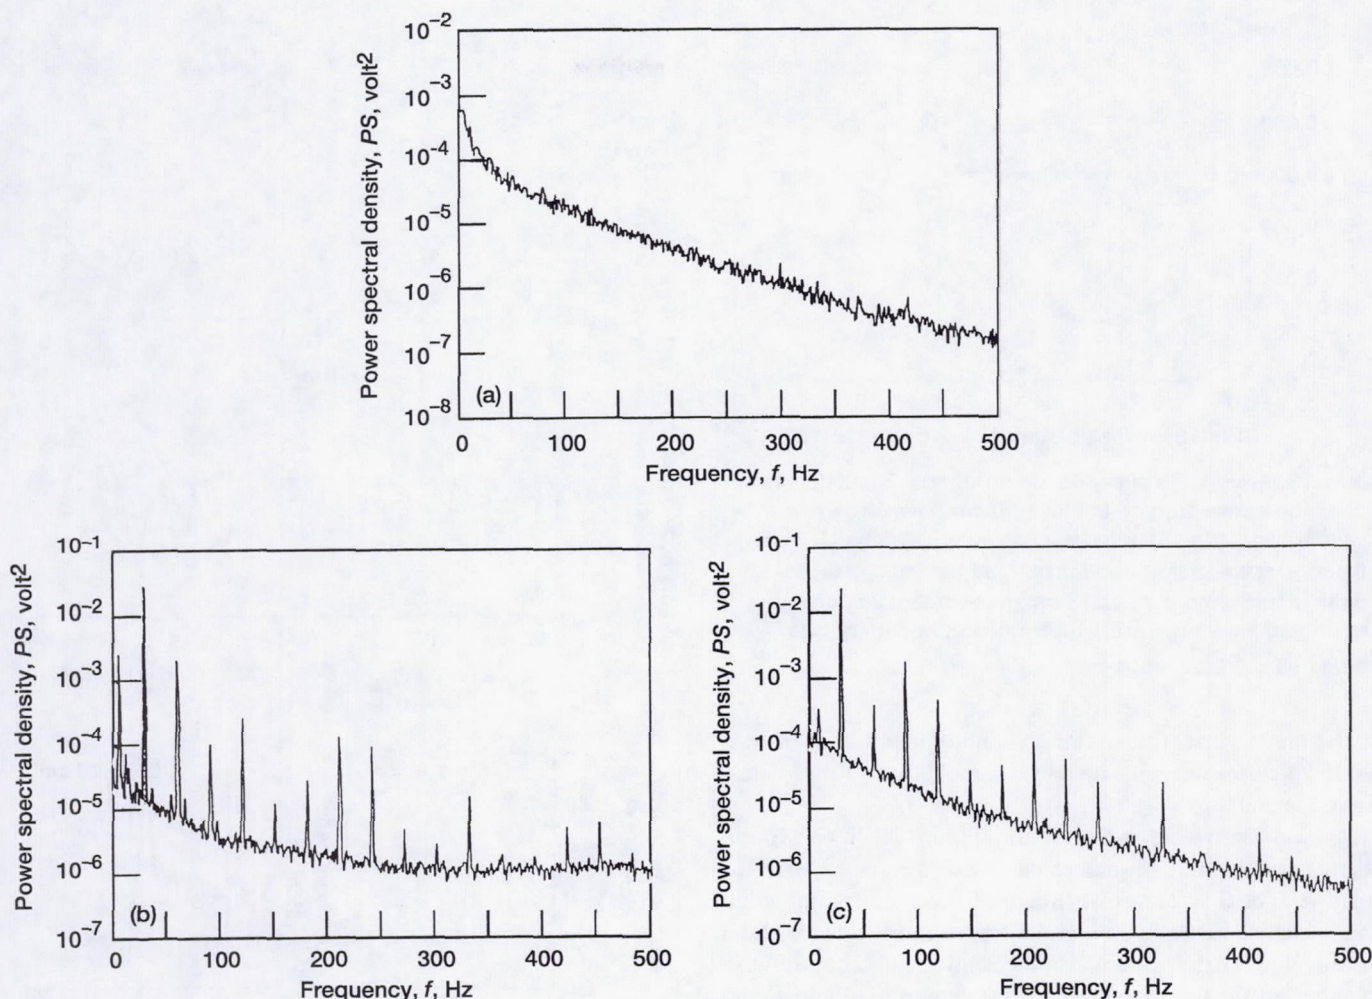 10⁻²
10⁻³
10⁻⁴
10⁻⁵
10⁻⁶
10⁻⁷
10⁻⁸
Power spectral density, PS, volt²
(a)
0 100 200 300 400 500
Frequency, f, Hz
10⁻¹
10⁻²
10⁻³
10⁻⁴
10⁻⁵
10⁻⁶
10⁻⁷
Power spectral density, PS, volt²
(b)
0 100 200 300 400 500
Frequency, f, Hz
10⁻¹
10⁻²
10⁻³
10⁻⁴
10⁻⁵
10⁻⁶
10⁻⁷
Power spectral density, PS, volt²
(c)
0 100 200 300 400 500
Frequency, f, Hz